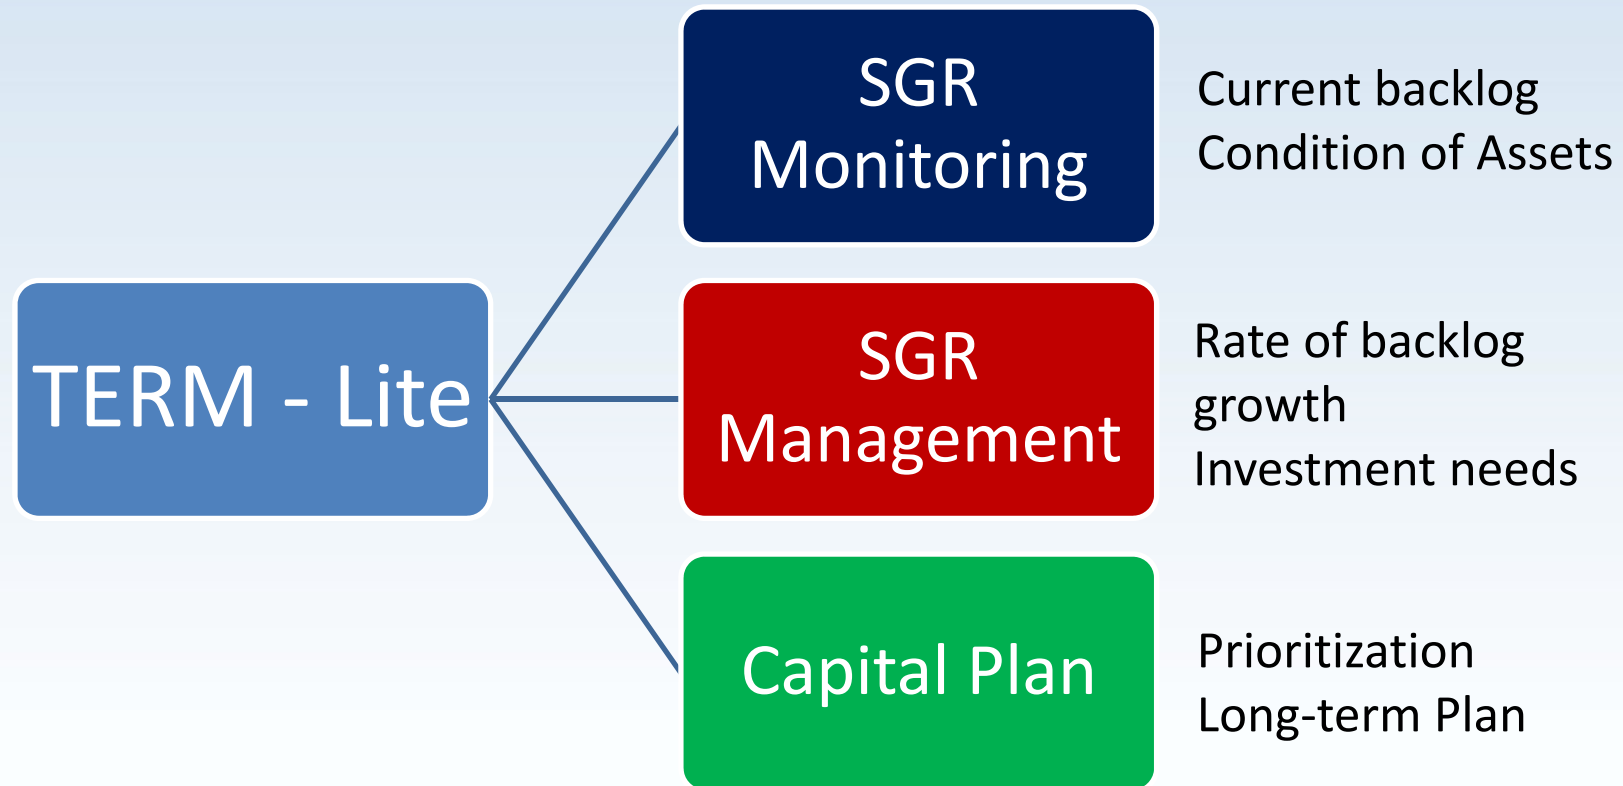 TERM - Lite
SGR
Monitoring
Current backlog
Condition of Assets
SGR
Management
Rate of backlog
growth
Investment needs
Capital Plan
Prioritization
Long-term Plan